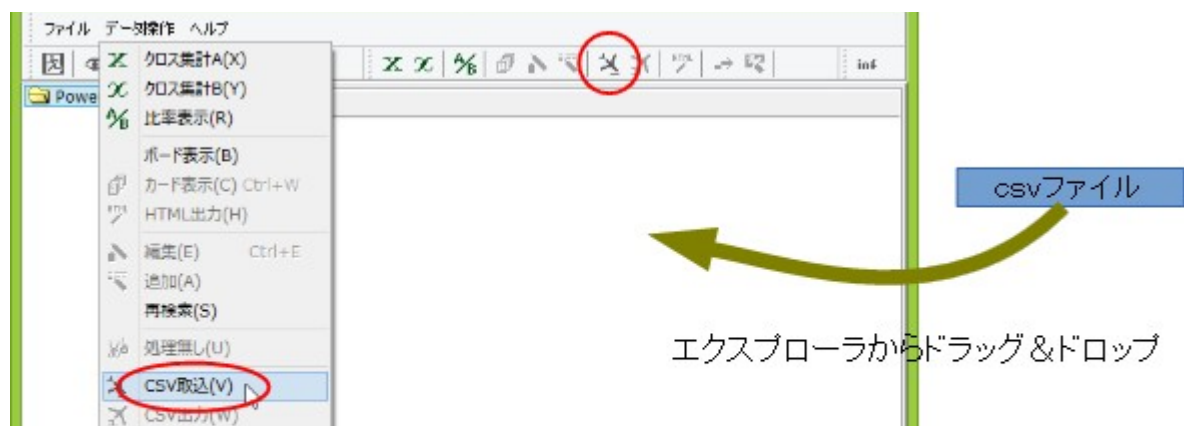 ファイル データ操作 ヘルプ
X x A/B HTML inf
Powe
クロス集計A(X)
クロス集計B(Y)
比率表示(R)
ボード表示(B)
カード表示(C) Ctrl+W
HTML出力(H)
編集(E) Ctrl+E
追加(A)
再検索(S)
処理無し(U)
CSV取込(V)
CSV出力(W)
csvファイル
エクスプローラからドラッグ&ドロップ